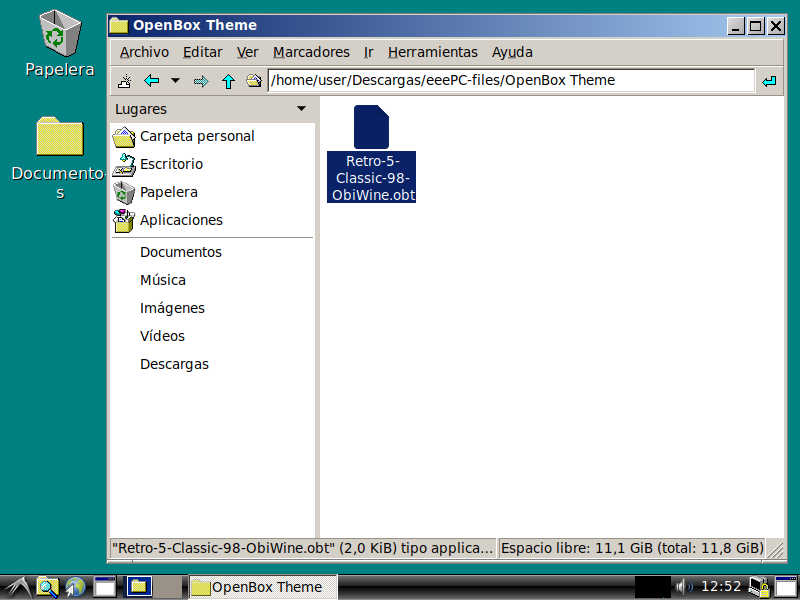 Papelera
Documento-
s
OpenBox Theme
Archivo Editar Ver Marcadores Ir Herramientas Ayuda
/home/user/Descargas/eeePC-files/OpenBox Theme
Lugares
Carpeta personal
Escritorio
Papelera
Aplicaciones
Documentos
Música
Imágenes
Vídeos
Descargas
Retro-5-
Classic-98-
ObiWine.obt
"Retro-5-Classic-98-ObiWine.obt" (2,0 KiB) tipo applica... Espacio libre: 11,1 GiB (total: 11,8 GiB)
OpenBox Theme 12:52